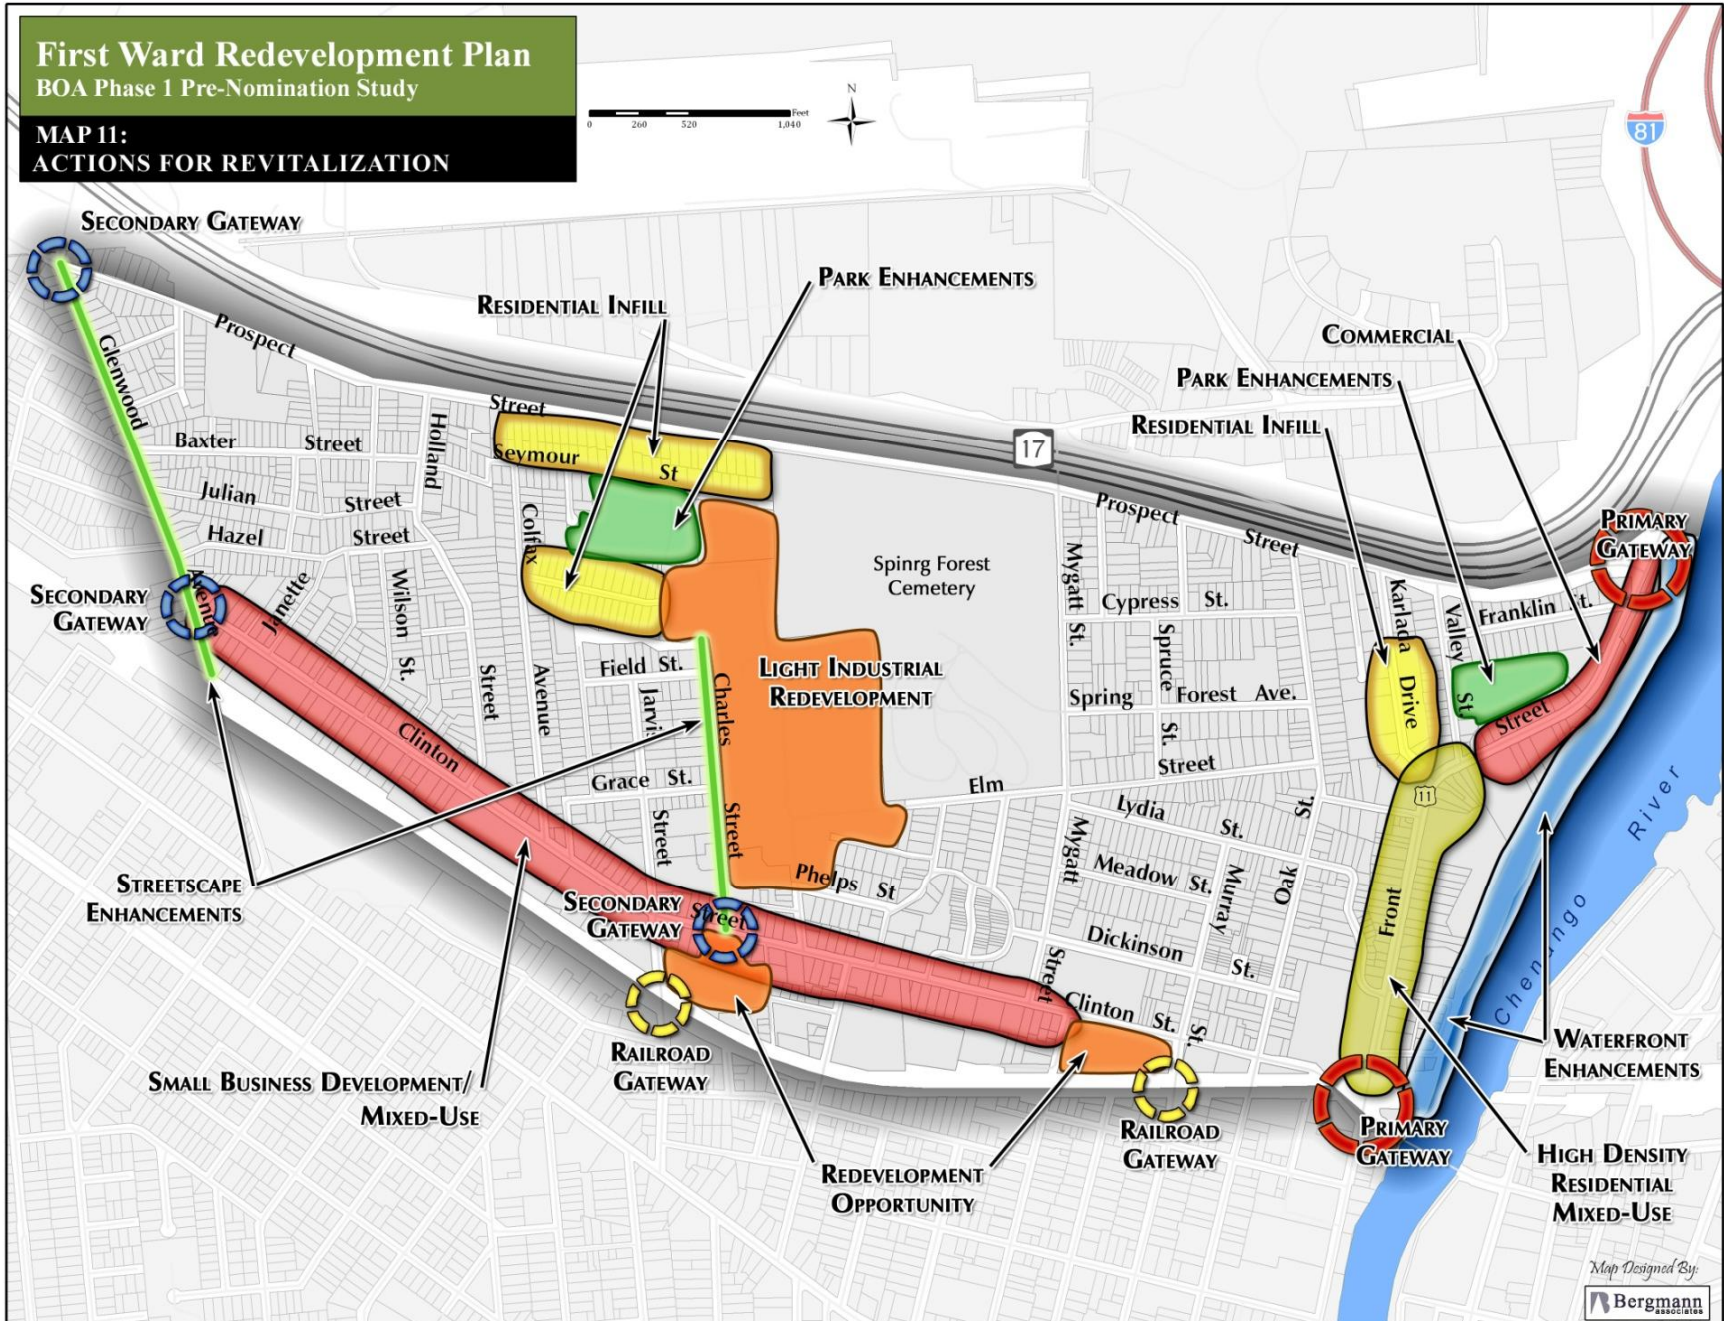 First Ward Redevelopment Plan
BOA Phase 1 Pre-Nomination Study
MAP 11:
ACTIONS FOR REVITALIZATION
Feet
0 260 520 1,040
N
81
SECONDARY GATEWAY
PARK ENHANCEMENTS
RESIDENTIAL INFILL
COMMERCIAL
PARK ENHANCEMENTS
RESIDENTIAL INFILL
Prospect
Street
Glenwood
Avenue
Baxter Street
Holland
Street
Seymour St
17
Julian Street
Hazel Street
Colfax
Avenue
Prospect Street
PRIMARY
GATEWAY
Spinrg Forest
Cemetery
Mygatt St.
Cypress St.
Karlada
Drive
Valley
St.
Franklin St.
SECONDARY
GATEWAY
Janette
Wilson
St.
Field St.
Jarvis
Street
Charles
Street
LIGHT INDUSTRIAL
REDEVELOPMENT
Spruce
St.
Spring Forest Ave.
Street
Clinton
Street
Grace St.
Elm Street
11
Lydia St.
Oak
St.
Chenango River
STREETSCAPE
ENHANCEMENTS
Phelps St
Mygatt
Street
Meadow St.
Murray
St.
Front
SECONDARY
GATEWAY
Dickinson St.
Clinton St.
RAILROAD
GATEWAY
WATERFRONT
ENHANCEMENTS
SMALL BUSINESS DEVELOPMENT/
MIXED-USE
RAILROAD
GATEWAY
PRIMARY
GATEWAY
REDEVELOPMENT
OPPORTUNITY
HIGH DENSITY
RESIDENTIAL
MIXED-USE
Map Designed By:
Bergmann
associates